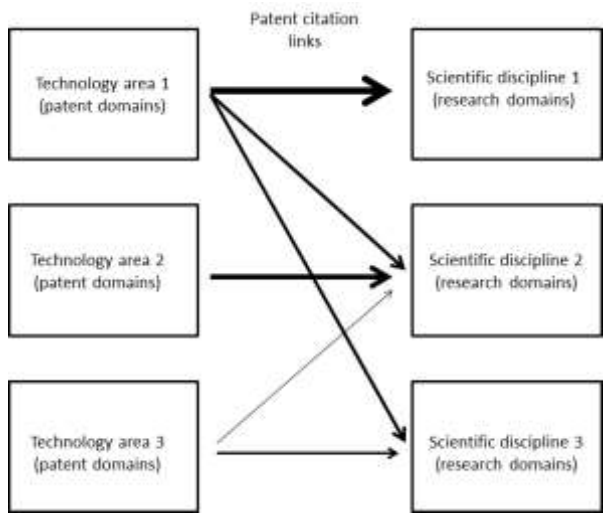 Patent citation
links
Technology area 1
(patent domains)
Scientific discipline 1
(research domains)
Technology area 2
(patent domains)
Scientific discipline 2
(research domains)
Technology area 3
(patent domains)
Scientific discipline 3
(research domains)